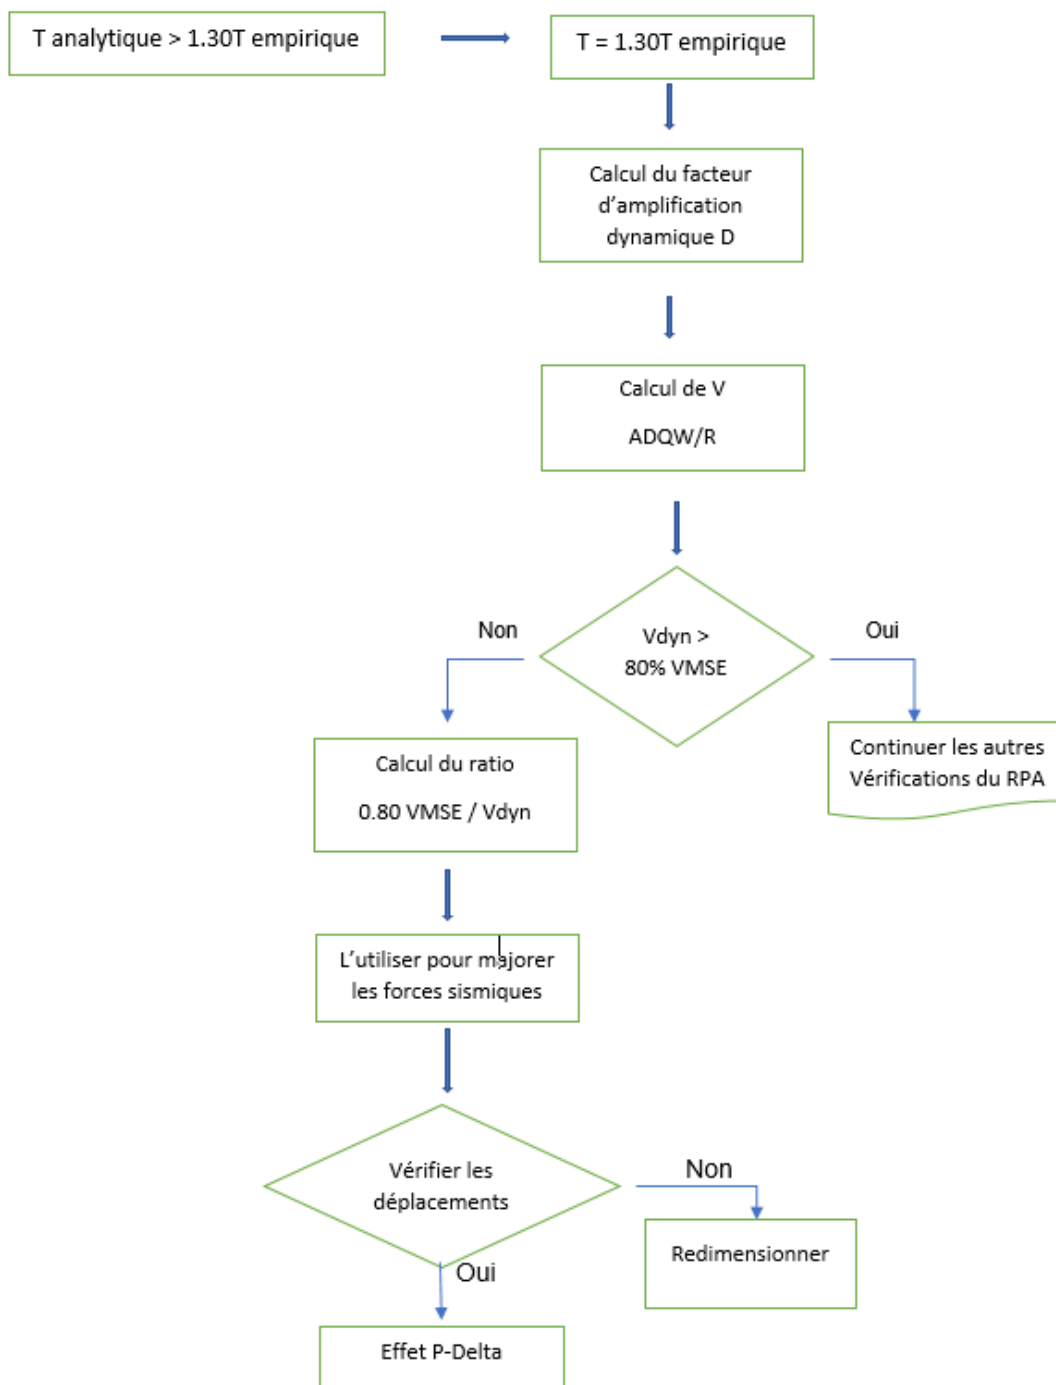 T analytique > 1.30T empirique
T = 1.30T empirique
Calcul du facteur
d'amplification
dynamique D
Calcul de V
ADQW/R
Non
Vdyn >
80% VMSE
Oui
Calcul du ratio
0.80 VMSE / Vdyn
Continuer les autres
Vérifications du RPA
L'utiliser pour majorer
les forces sismiques
Vérifier les
déplacements
Non
Redimensionner
Oui
Effet P-Delta